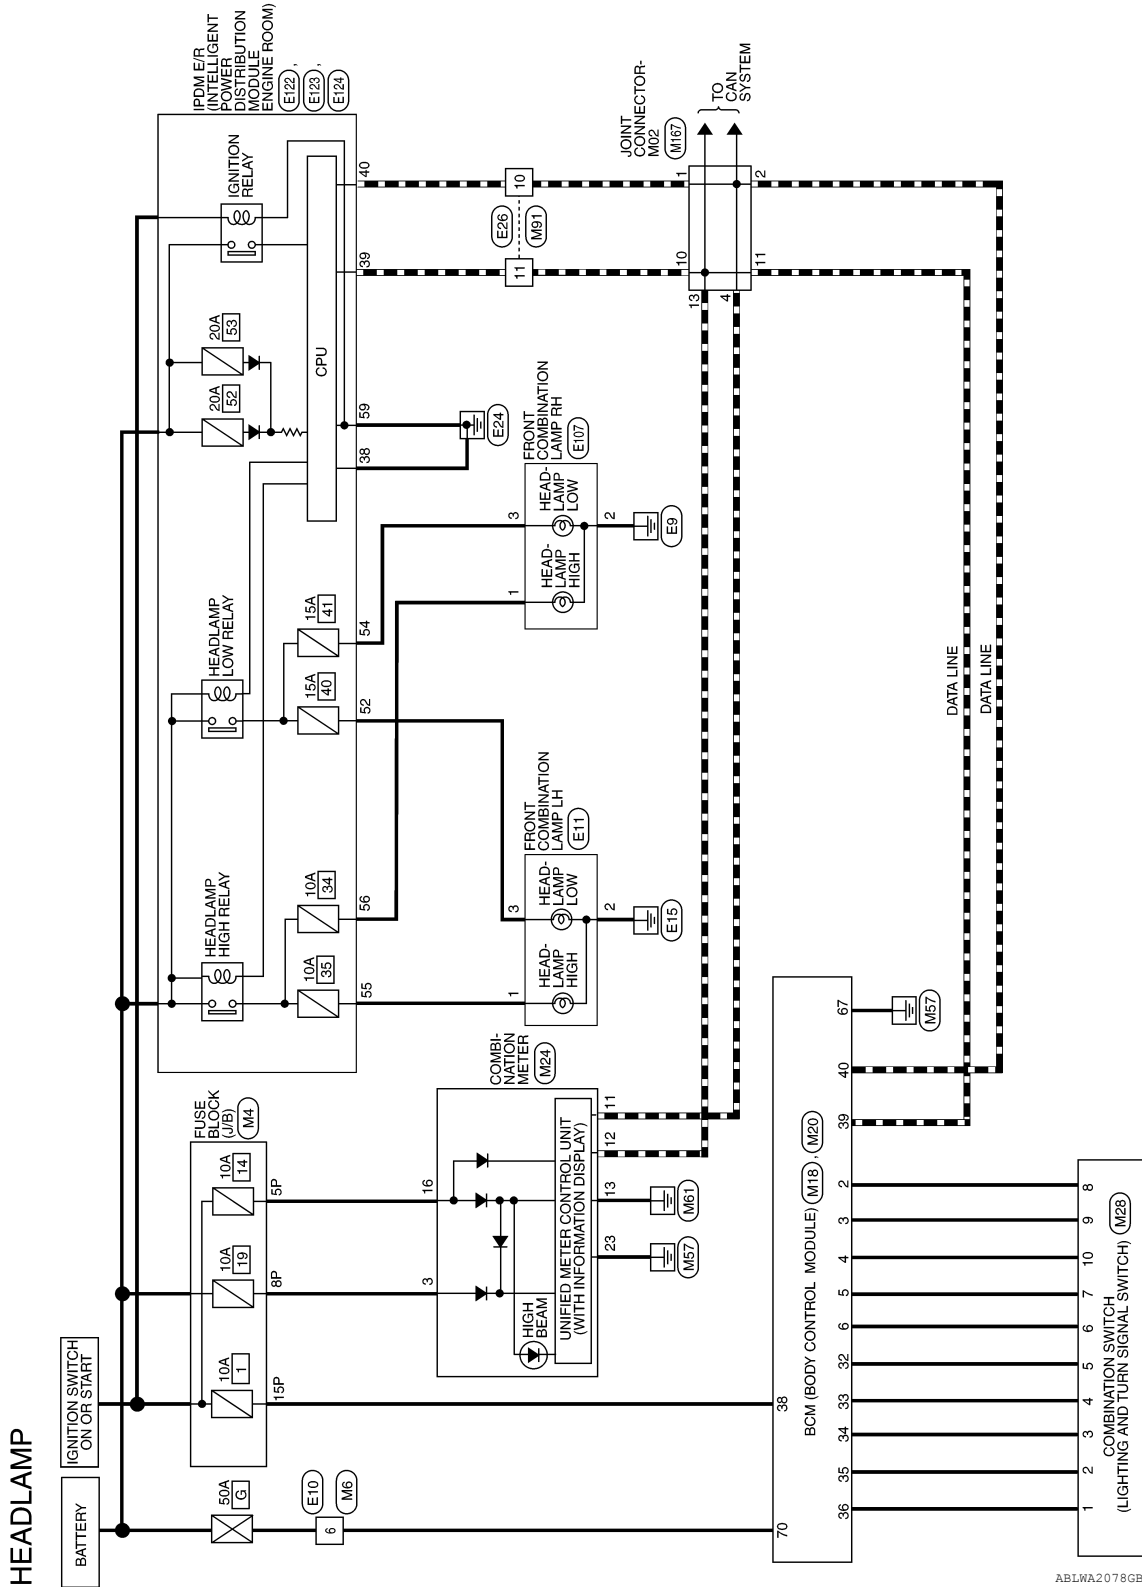 HEADLAMP
BATTERY
IGNITION SWITCH
ON OR START
50A
G
E10
M6
6
70
FUSE
BLOCK
(J/B)
M4
10A
1
15P
10A
19
8P
10A
14
5P
38
IPDM E/R
(INTELLIGENT
POWER
DISTRIBUTION
MODULE
ENGINE ROOM)
E122 ,
E123 ,
E124
HEADLAMP
HIGH RELAY
10A
35
55
10A
34
56
HEADLAMP
LOW RELAY
15A
40
52
15A
41
54
20A
52
20A
53
IGNITION
RELAY
CPU
38
59
39
40
E24
COMBI-
NATION
METER
M24
3
16
HIGH
BEAM
UNIFIED METER CONTROL UNIT
(WITH INFORMATION DISPLAY)
23
13
12
11
M57
M61
FRONT
COMBINATION
LAMP LH
E11
1
3
HEAD-
LAMP
HIGH
HEAD-
LAMP
LOW
2
E15
FRONT
COMBINATION
LAMP RH
E107
1
3
HEAD-
LAMP
HIGH
HEAD-
LAMP
LOW
2
E9
11
10
E26
M91
JOINT
CONNECTOR-
M02
M167
10
1
13
4
11
2
TO
CAN
SYSTEM
DATA LINE
DATA LINE
BCM (BODY CONTROL MODULE) M18 , M20
36
35
34
33
32
6
5
4
3
2
39
40
67
M57
1
2
3
4
5
6
7
10
9
8
COMBINATION SWITCH
(LIGHTING AND TURN SIGNAL SWITCH) M28
ABLWA2078GB